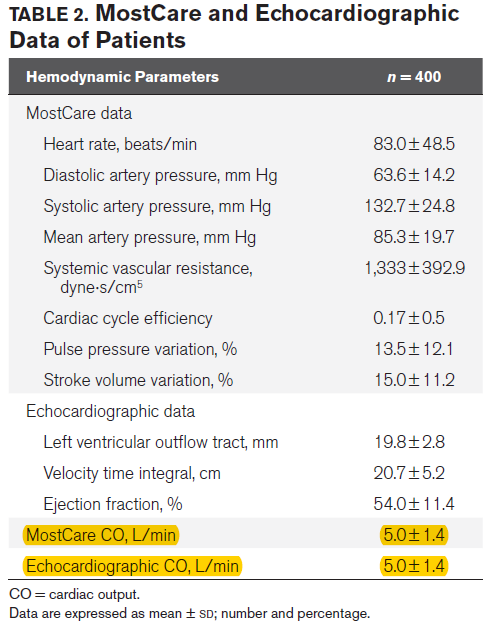 TABLE 2. MostCare and Echocardiographic
Data of Patients
Hemodynamic Parameters n = 400
MostCare data
Heart rate, beats/min 83.0 ± 48.5
Diastolic artery pressure, mm Hg 63.6 ± 14.2
Systolic artery pressure, mm Hg 132.7 ± 24.8
Mean artery pressure, mm Hg 85.3 ± 19.7
Systemic vascular resistance, 1,333 ± 392.9
dyne·s/cm⁵
Cardiac cycle efficiency 0.17 ± 0.5
Pulse pressure variation, % 13.5 ± 12.1
Stroke volume variation, % 15.0 ± 11.2
Echocardiographic data
Left ventricular outflow tract, mm 19.8 ± 2.8
Velocity time integral, cm 20.7 ± 5.2
Ejection fraction, % 54.0 ± 11.4
MostCare CO, L/min 5.0 ± 1.4
Echocardiographic CO, L/min 5.0 ± 1.4
CO = cardiac output.
Data are expressed as mean ± SD; number and percentage.